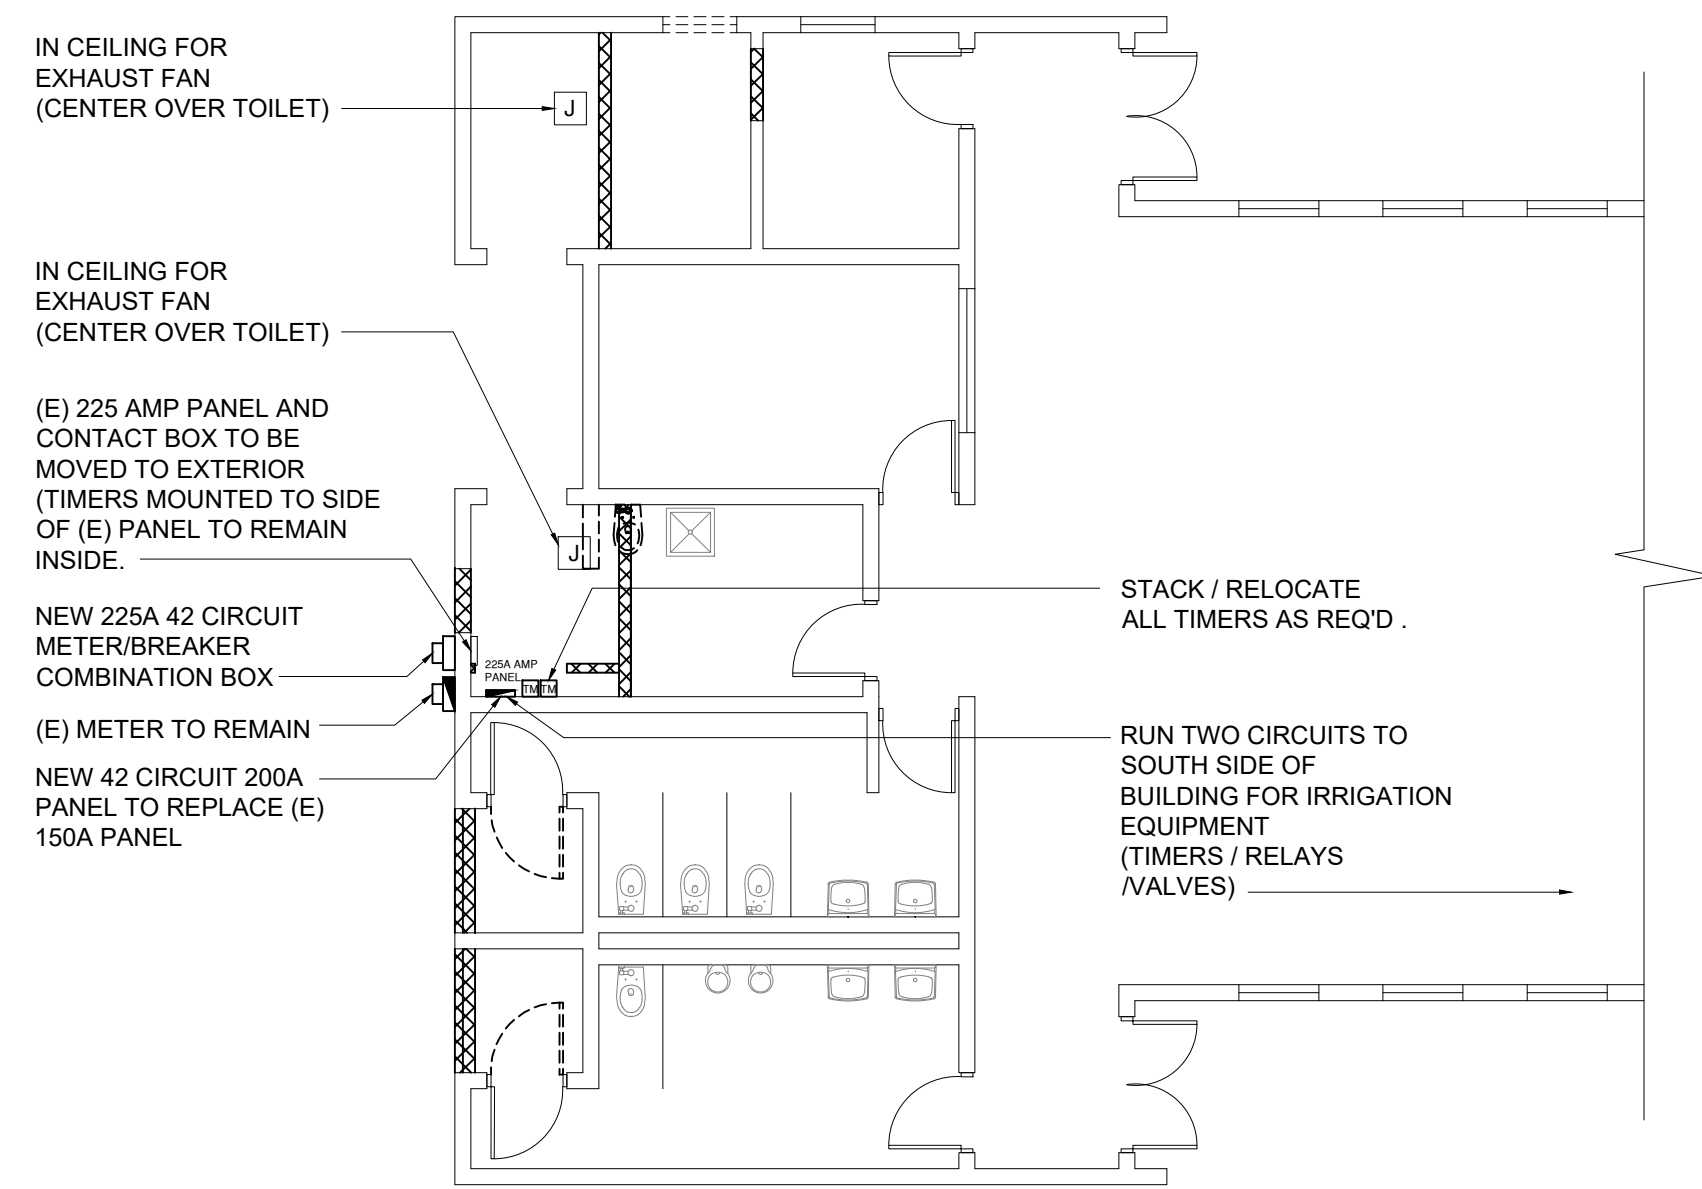 IN CEILING FOR
EXHAUST FAN
(CENTER OVER TOILET)
J
IN CEILING FOR
EXHAUST FAN
(CENTER OVER TOILET)
J
(E) 225 AMP PANEL AND
CONTACT BOX TO BE
MOVED TO EXTERIOR
(TIMERS MOUNTED TO SIDE
OF (E) PANEL TO REMAIN
INSIDE.
NEW 225A 42 CIRCUIT
METER/BREAKER
COMBINATION BOX
(E) METER TO REMAIN
NEW 42 CIRCUIT 200A
PANEL TO REPLACE (E)
150A PANEL
225A AMP
PANEL
TM TM
STACK / RELOCATE
ALL TIMERS AS REQ'D .
RUN TWO CIRCUITS TO
SOUTH SIDE OF
BUILDING FOR IRRIGATION
EQUIPMENT
(TIMERS / RELAYS
/VALVES)